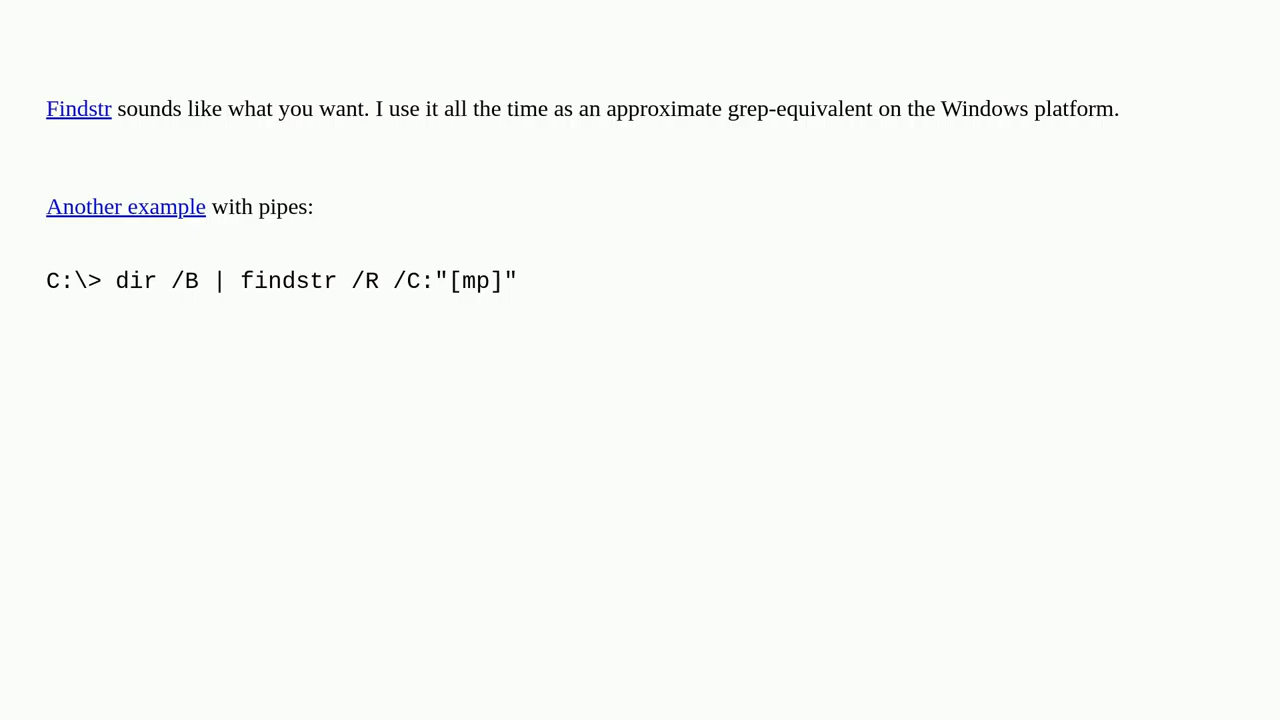 Findstr sounds like what you want. I use it all the time as an approximate grep-equivalent on the Windows platform.
Another example with pipes:
C:\> dir /B | findstr /R /C:"[mp]"